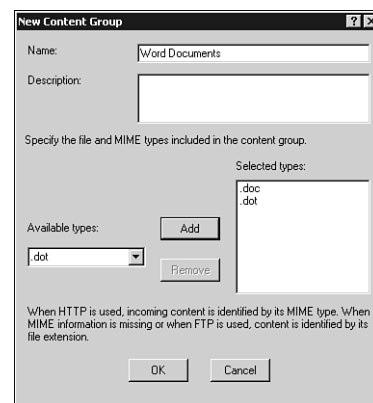 New Content Group
Name:
Word Documents
Description:
Specify the file and MIME types included in the content group.
Selected types:
.doc
.dot
Available types:
Add
.dot
Remove
When HTTP is used, incoming content is identified by its MIME type. When
MIME information is missing or when FTP is used, content is identified by its
file extension.
OK
Cancel